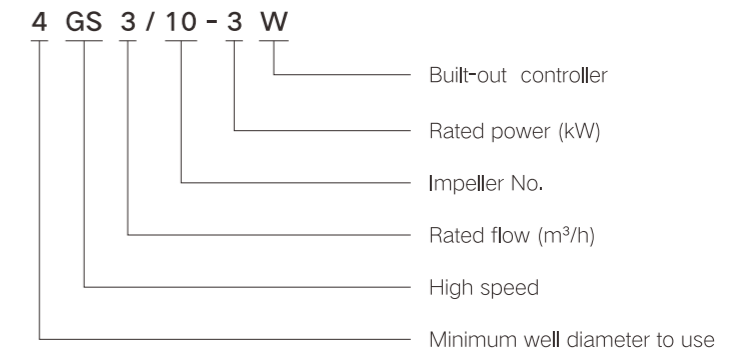 4 GS 3 / 10 - 3 W
Built-out controller
Rated power (kW)
Impeller No.
Rated flow (m³/h)
High speed
Minimum well diameter to use